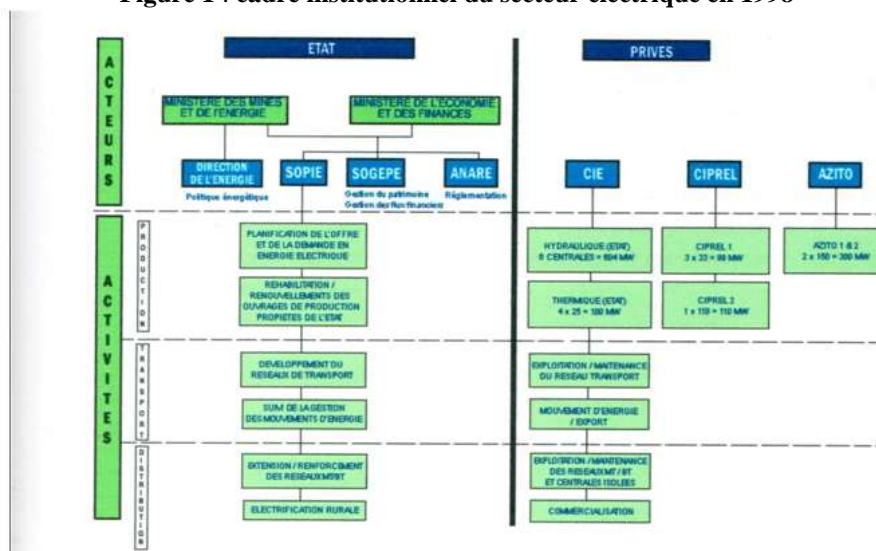 Figure 1 : cadre institutionnel du secteur électrique en 1998
ETAT
PRIVES
ACTEURS
MINISTERE DES MINES
ET DE l'ENERGIE
MINISTERE DE L'ECONOMIE
ET DES FINANCES
DIRECTION
DE L'ENERGIE
SOPIE
SOGEPE
ANARE
CIE
CIPREL
AZITO
Politique énergétique
Gestion du patrimoine
Gestion des flux financiers
Réglementation
ACTIVITES
PRODUCTION
PLANIFICATION DE L'OFFRE
ET DE LA DEMANDE EN
ENERGIE ELECTRIQUE
HYDRAULIQUE (ETAT)
6 CENTRALES = 604 MW
CIPREL 1
3 x 33 = 99 MW
AZITO 1 & 2
2 x 150 = 300 MW
REHABILITATION /
RENOUVELLEMENTS DES
OUVRAGES DE PRODUCTION
PROPIETES DE L'ETAT
THERMIQUE (ETAT)
4 x 25 = 100 MW
CIPREL 2
1 x 110 = 110 MW
TRANSPORT
DEVELOPPEMENT DU
RESEAUX DE TRANSPORT
EXPLOITATION / MAINTENANCE
DU RESEAU TRANSPORT
SUIVI DE LA GESTION
DES MOUVEMENTS D'ENERGIE
MOUVEMENT D'ENERGIE
/ EXPORT
DISTRIBUTION
EXTENSION / RENFORCEMENT
DES RESEAUX MT/BT
EXPLOITATION / MAINTENANCE
DES RESEAUX MT / BT
ET CENTRALES ISOLEES
ELECTRIFICATION RURALE
COMMERCIALISATION